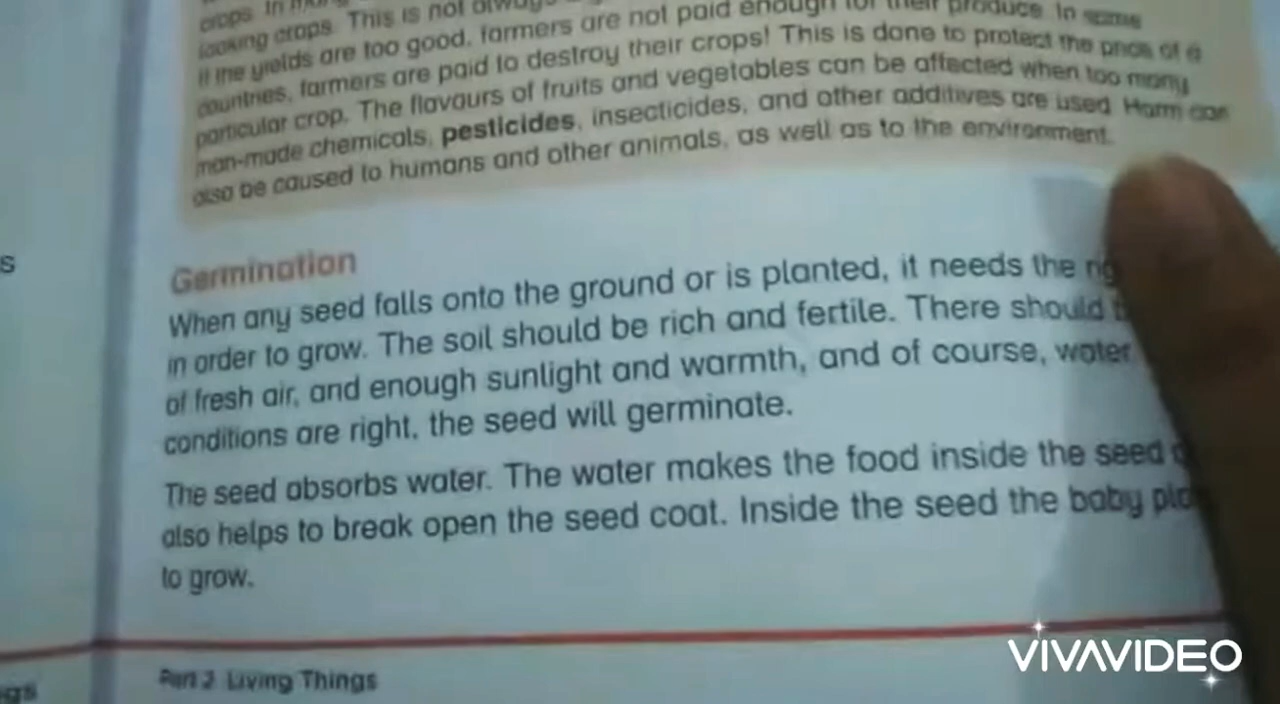 crops. In
looking crops. This is not always
if the yields are too good, farmers are not paid enough for their produce. In some
countries, farmers are paid to destroy their crops! This is done to protect the price of a
particular crop. The flavours of fruits and vegetables can be affected when too many
man-made chemicals, pesticides, insecticides, and other additives are used. Harm can
also be caused to humans and other animals, as well as to the environment.
s
Germination
When any seed falls onto the ground or is planted, it needs the
in order to grow. The soil should be rich and fertile. There should
of fresh air, and enough sunlight and warmth, and of course, water
conditions are right, the seed will germinate.
The seed absorbs water. The water makes the food inside the seed
also helps to break open the seed coat. Inside the seed the baby
to grow.
gs
Part 2 Living Things
VIVAVIDEO